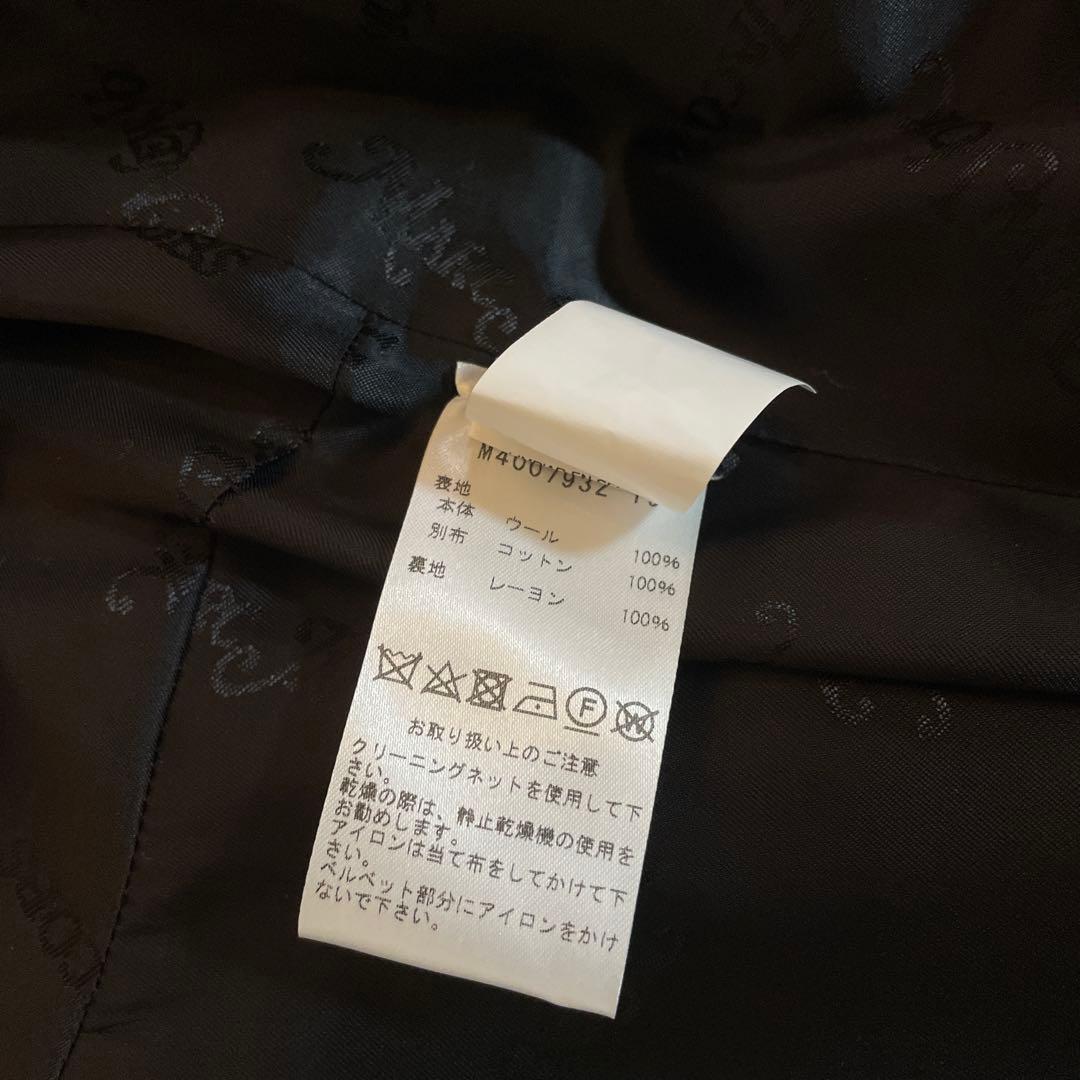 M4007932
表地
本体 ウール 100%
別布 コットン 100%
裏地 レーヨン 100%
F
W
お取り扱い上のご注意
クリーニングネットを使用して下
さい。
乾燥の際は、静止乾燥機の使用を
お勧めします。
アイロンは当て布をしてかけて下
さい。
ベルベット部分にアイロンをかけ
ないで下さい。